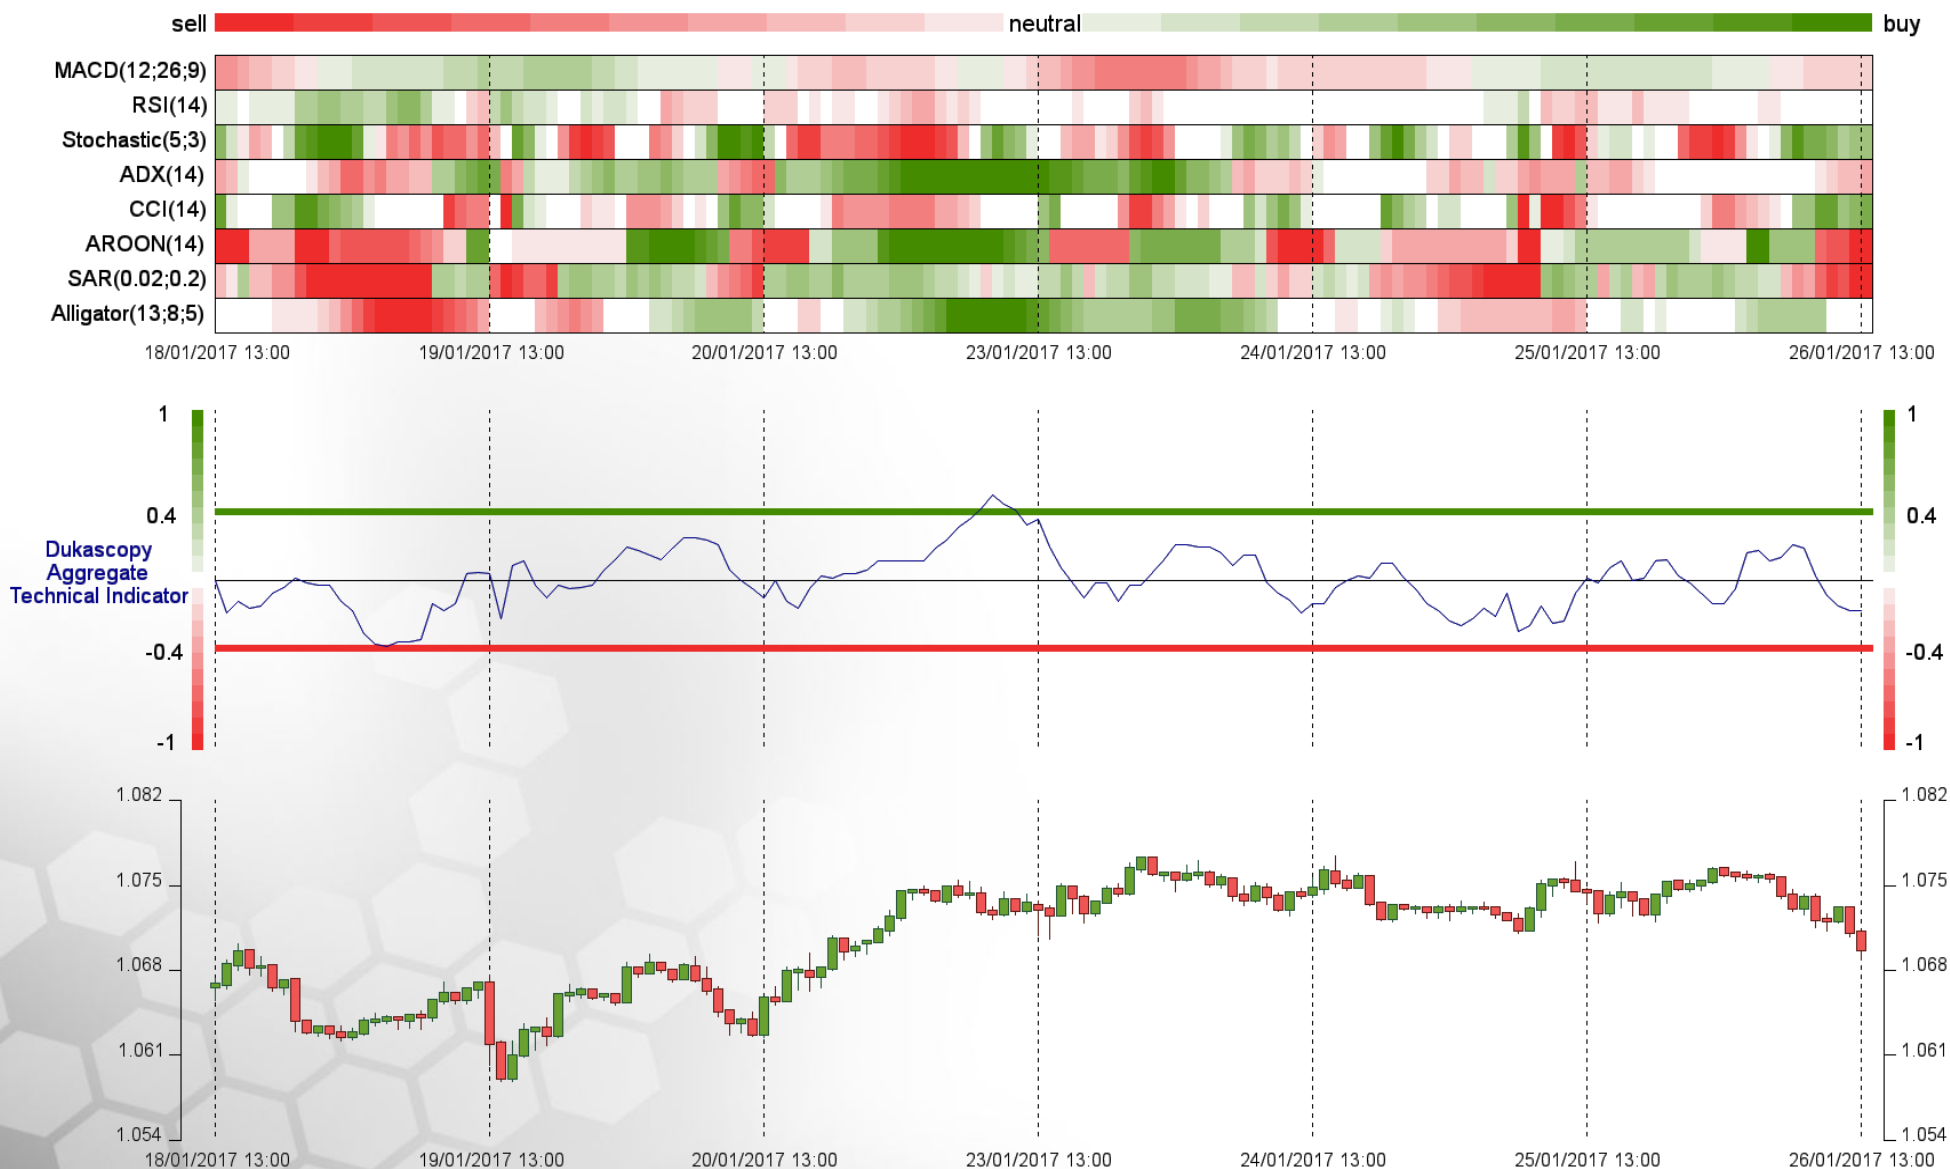 sell neutral buy
MACD(12;26;9)
RSI(14)
Stochastic(5;3)
ADX(14)
CCI(14)
AROON(14)
SAR(0.02;0.2)
Alligator(13;8;5)
18/01/2017 13:00 19/01/2017 13:00 20/01/2017 13:00 23/01/2017 13:00 24/01/2017 13:00 25/01/2017 13:00 26/01/2017 13:00
1 1
0.4 0.4
Dukascopy
Aggregate
Technical Indicator
-0.4 -0.4
-1 -1
1.082 1.082
1.075 1.075
1.068 1.068
1.061 1.061
1.054 1.054
18/01/2017 13:00 19/01/2017 13:00 20/01/2017 13:00 23/01/2017 13:00 24/01/2017 13:00 25/01/2017 13:00 26/01/2017 13:00